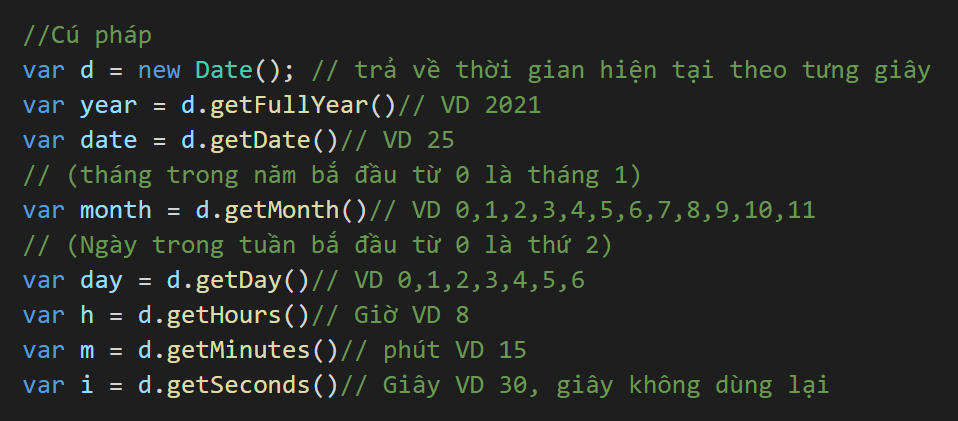 //Cú pháp
var d = new Date(); // trả về thời gian hiện tại theo tưng giây
var year = d.getFullYear()// VD 2021
var date = d.getDate()// VD 25
// (tháng trong năm bắ đầu từ 0 là tháng 1)
var month = d.getMonth()// VD 0,1,2,3,4,5,6,7,8,9,10,11
// (Ngày trong tuần bắ đầu từ 0 là thứ 2)
var day = d.getDay()// VD 0,1,2,3,4,5,6
var h = d.getHours()// Giờ VD 8
var m = d.getMinutes()// phút VD 15
var i = d.getSeconds()// Giây VD 30, giây không dùng lại